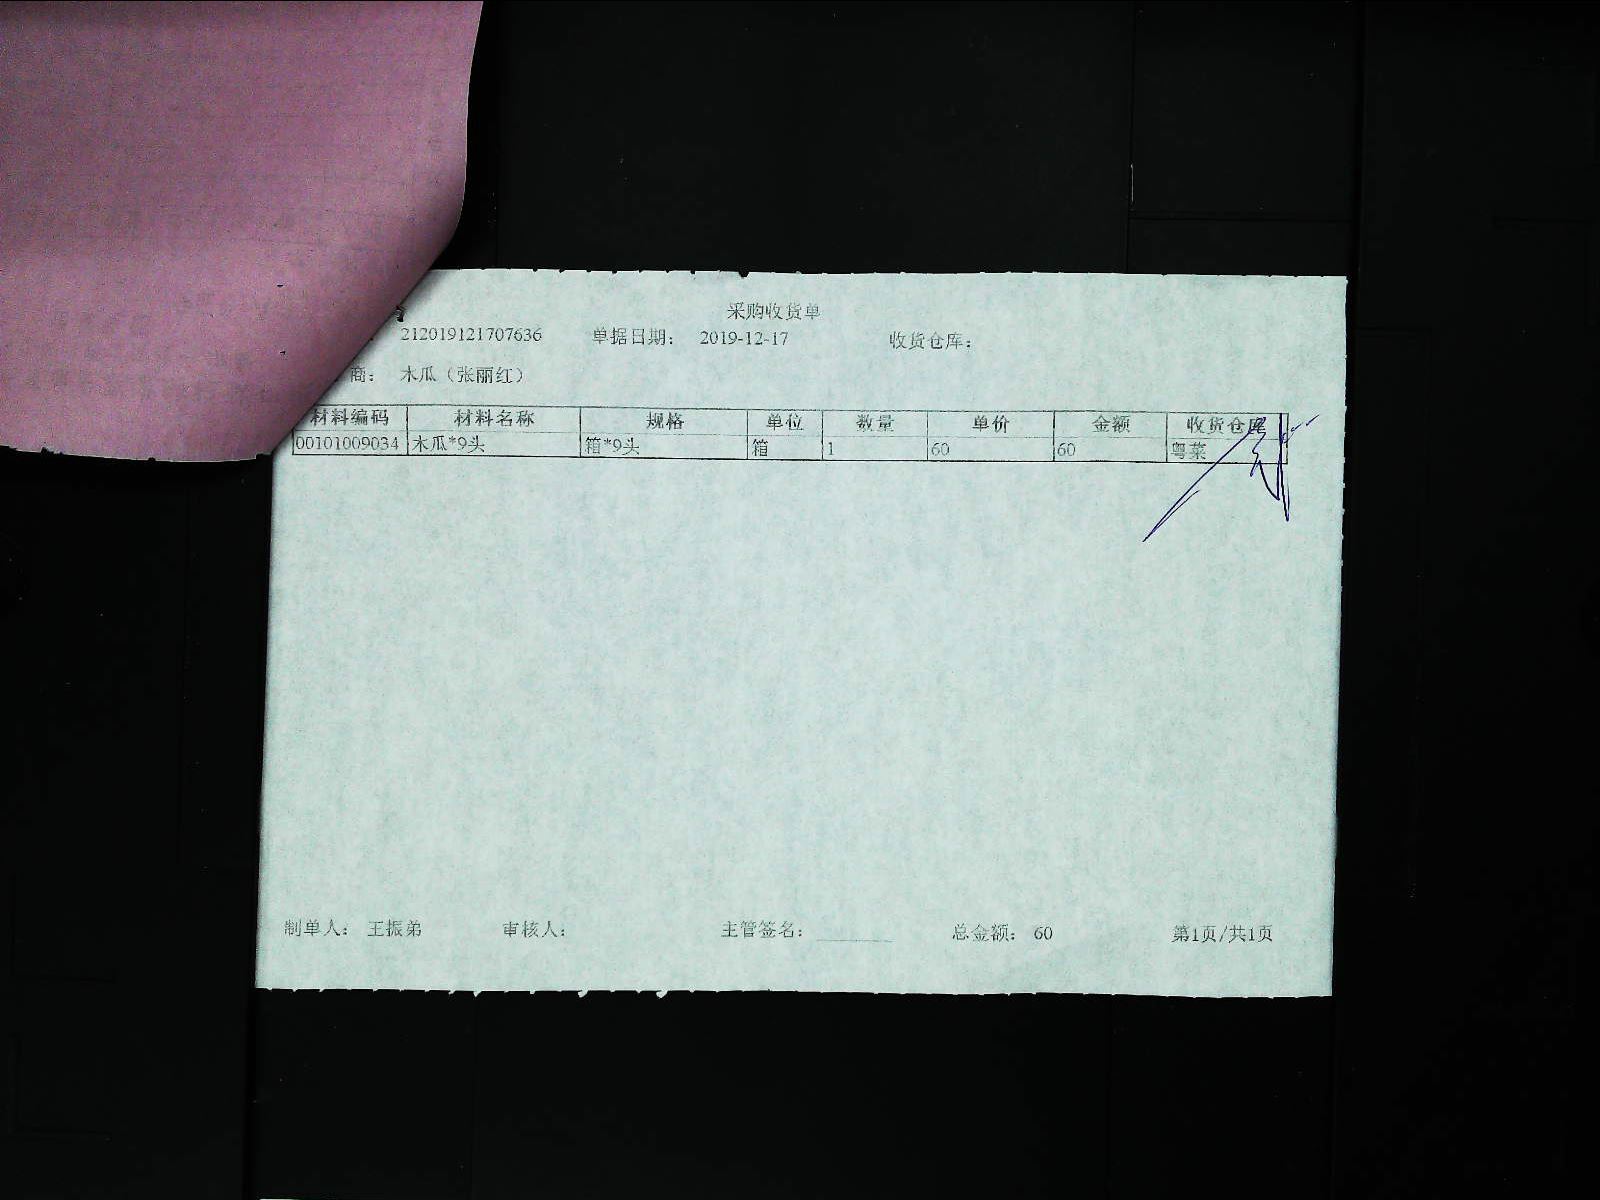 采购收货单
212019121707636 单据日期： 2019-12-17 收货仓库：
商： 木瓜（张丽红）
材料编码 材料名称 规格 单位 数量 单价 金额 收货仓库
00101009034 木瓜*9头 箱*9头 箱 1 60 60 粤菜
制单人： 王振弟 审核人： 主管签名： 总金额： 60 第1页/共1页